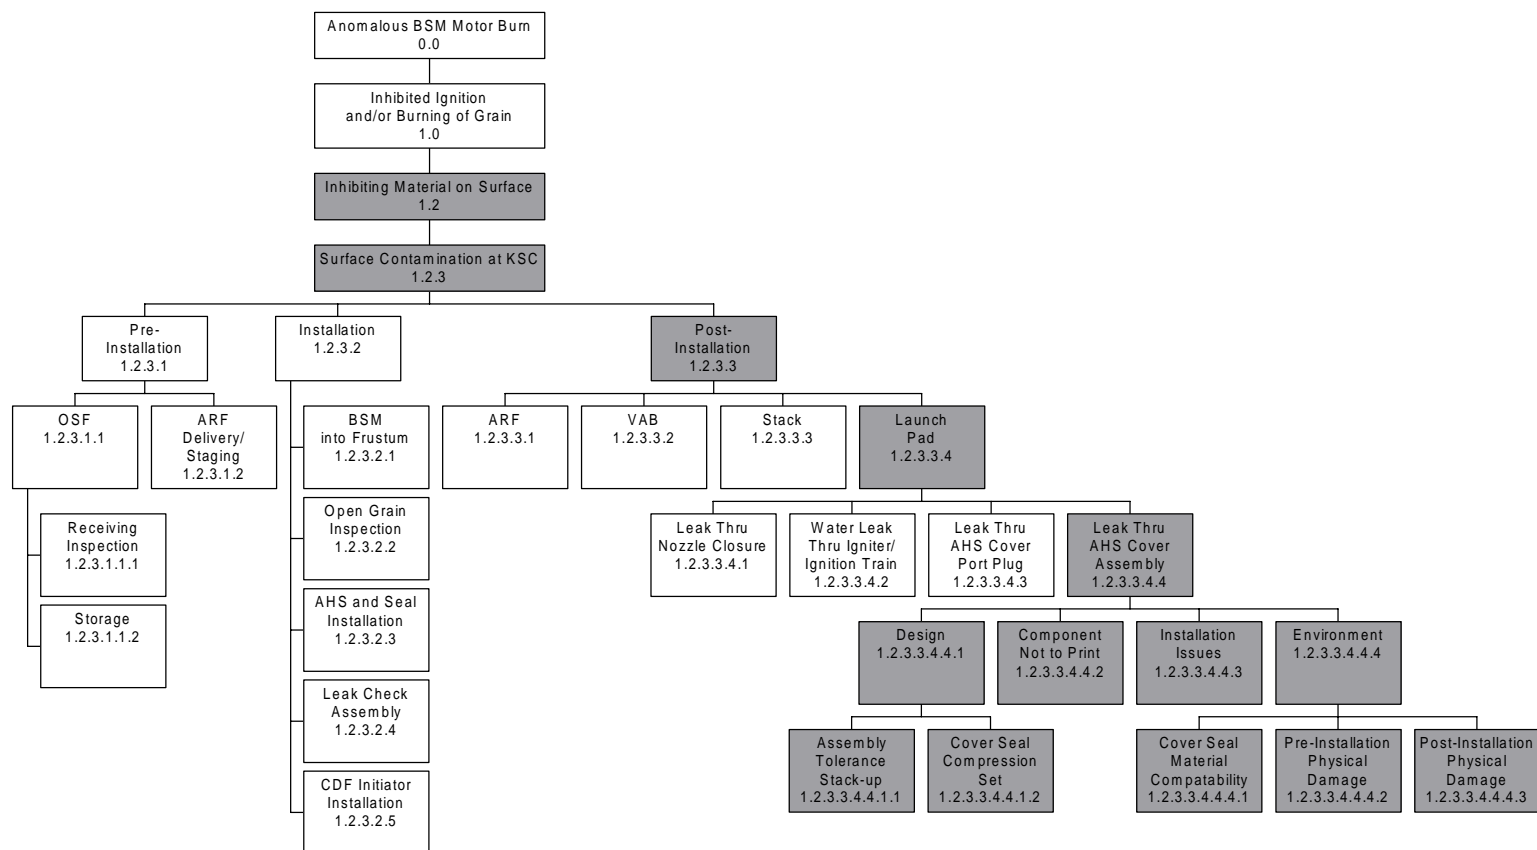 Anomalous BSM Motor Burn
0.0
Inhibited Ignition
and/or Burning of Grain
1.0
Inhibiting Material on Surface
1.2
Surface Contamination at KSC
1.2.3
Pre-
Installation
1.2.3.1
Installation
1.2.3.2
Post-
Installation
1.2.3.3
OSF
1.2.3.1.1
ARF
Delivery/
Staging
1.2.3.1.2
BSM
into Frustum
1.2.3.2.1
ARF
1.2.3.3.1
VAB
1.2.3.3.2
Stack
1.2.3.3.3
Launch
Pad
1.2.3.3.4
Receiving
Inspection
1.2.3.1.1.1
Open Grain
Inspection
1.2.3.2.2
Leak Thru
Nozzle Closure
1.2.3.3.4.1
Water Leak
Thru Igniter/
Ignition Train
1.2.3.3.4.2
Leak Thru
AHS Cover
Port Plug
1.2.3.3.4.3
Leak Thru
AHS Cover
Assembly
1.2.3.3.4.4
Storage
1.2.3.1.1.2
AHS and Seal
Installation
1.2.3.2.3
Design
1.2.3.3.4.4.1
Component
Not to Print
1.2.3.3.4.4.2
Installation
Issues
1.2.3.3.4.4.3
Environment
1.2.3.3.4.4.4
Leak Check
Assembly
1.2.3.2.4
Assembly
Tolerance
Stack-up
1.2.3.3.4.4.1.1
Cover Seal
Compression
Set
1.2.3.3.4.4.1.2
Cover Seal
Material
Compatability
1.2.3.3.4.4.4.1
Pre-Installation
Physical
Damage
1.2.3.3.4.4.4.2
Post-Installation
Physical
Damage
1.2.3.3.4.4.4.3
CDF Initiator
Installation
1.2.3.2.5